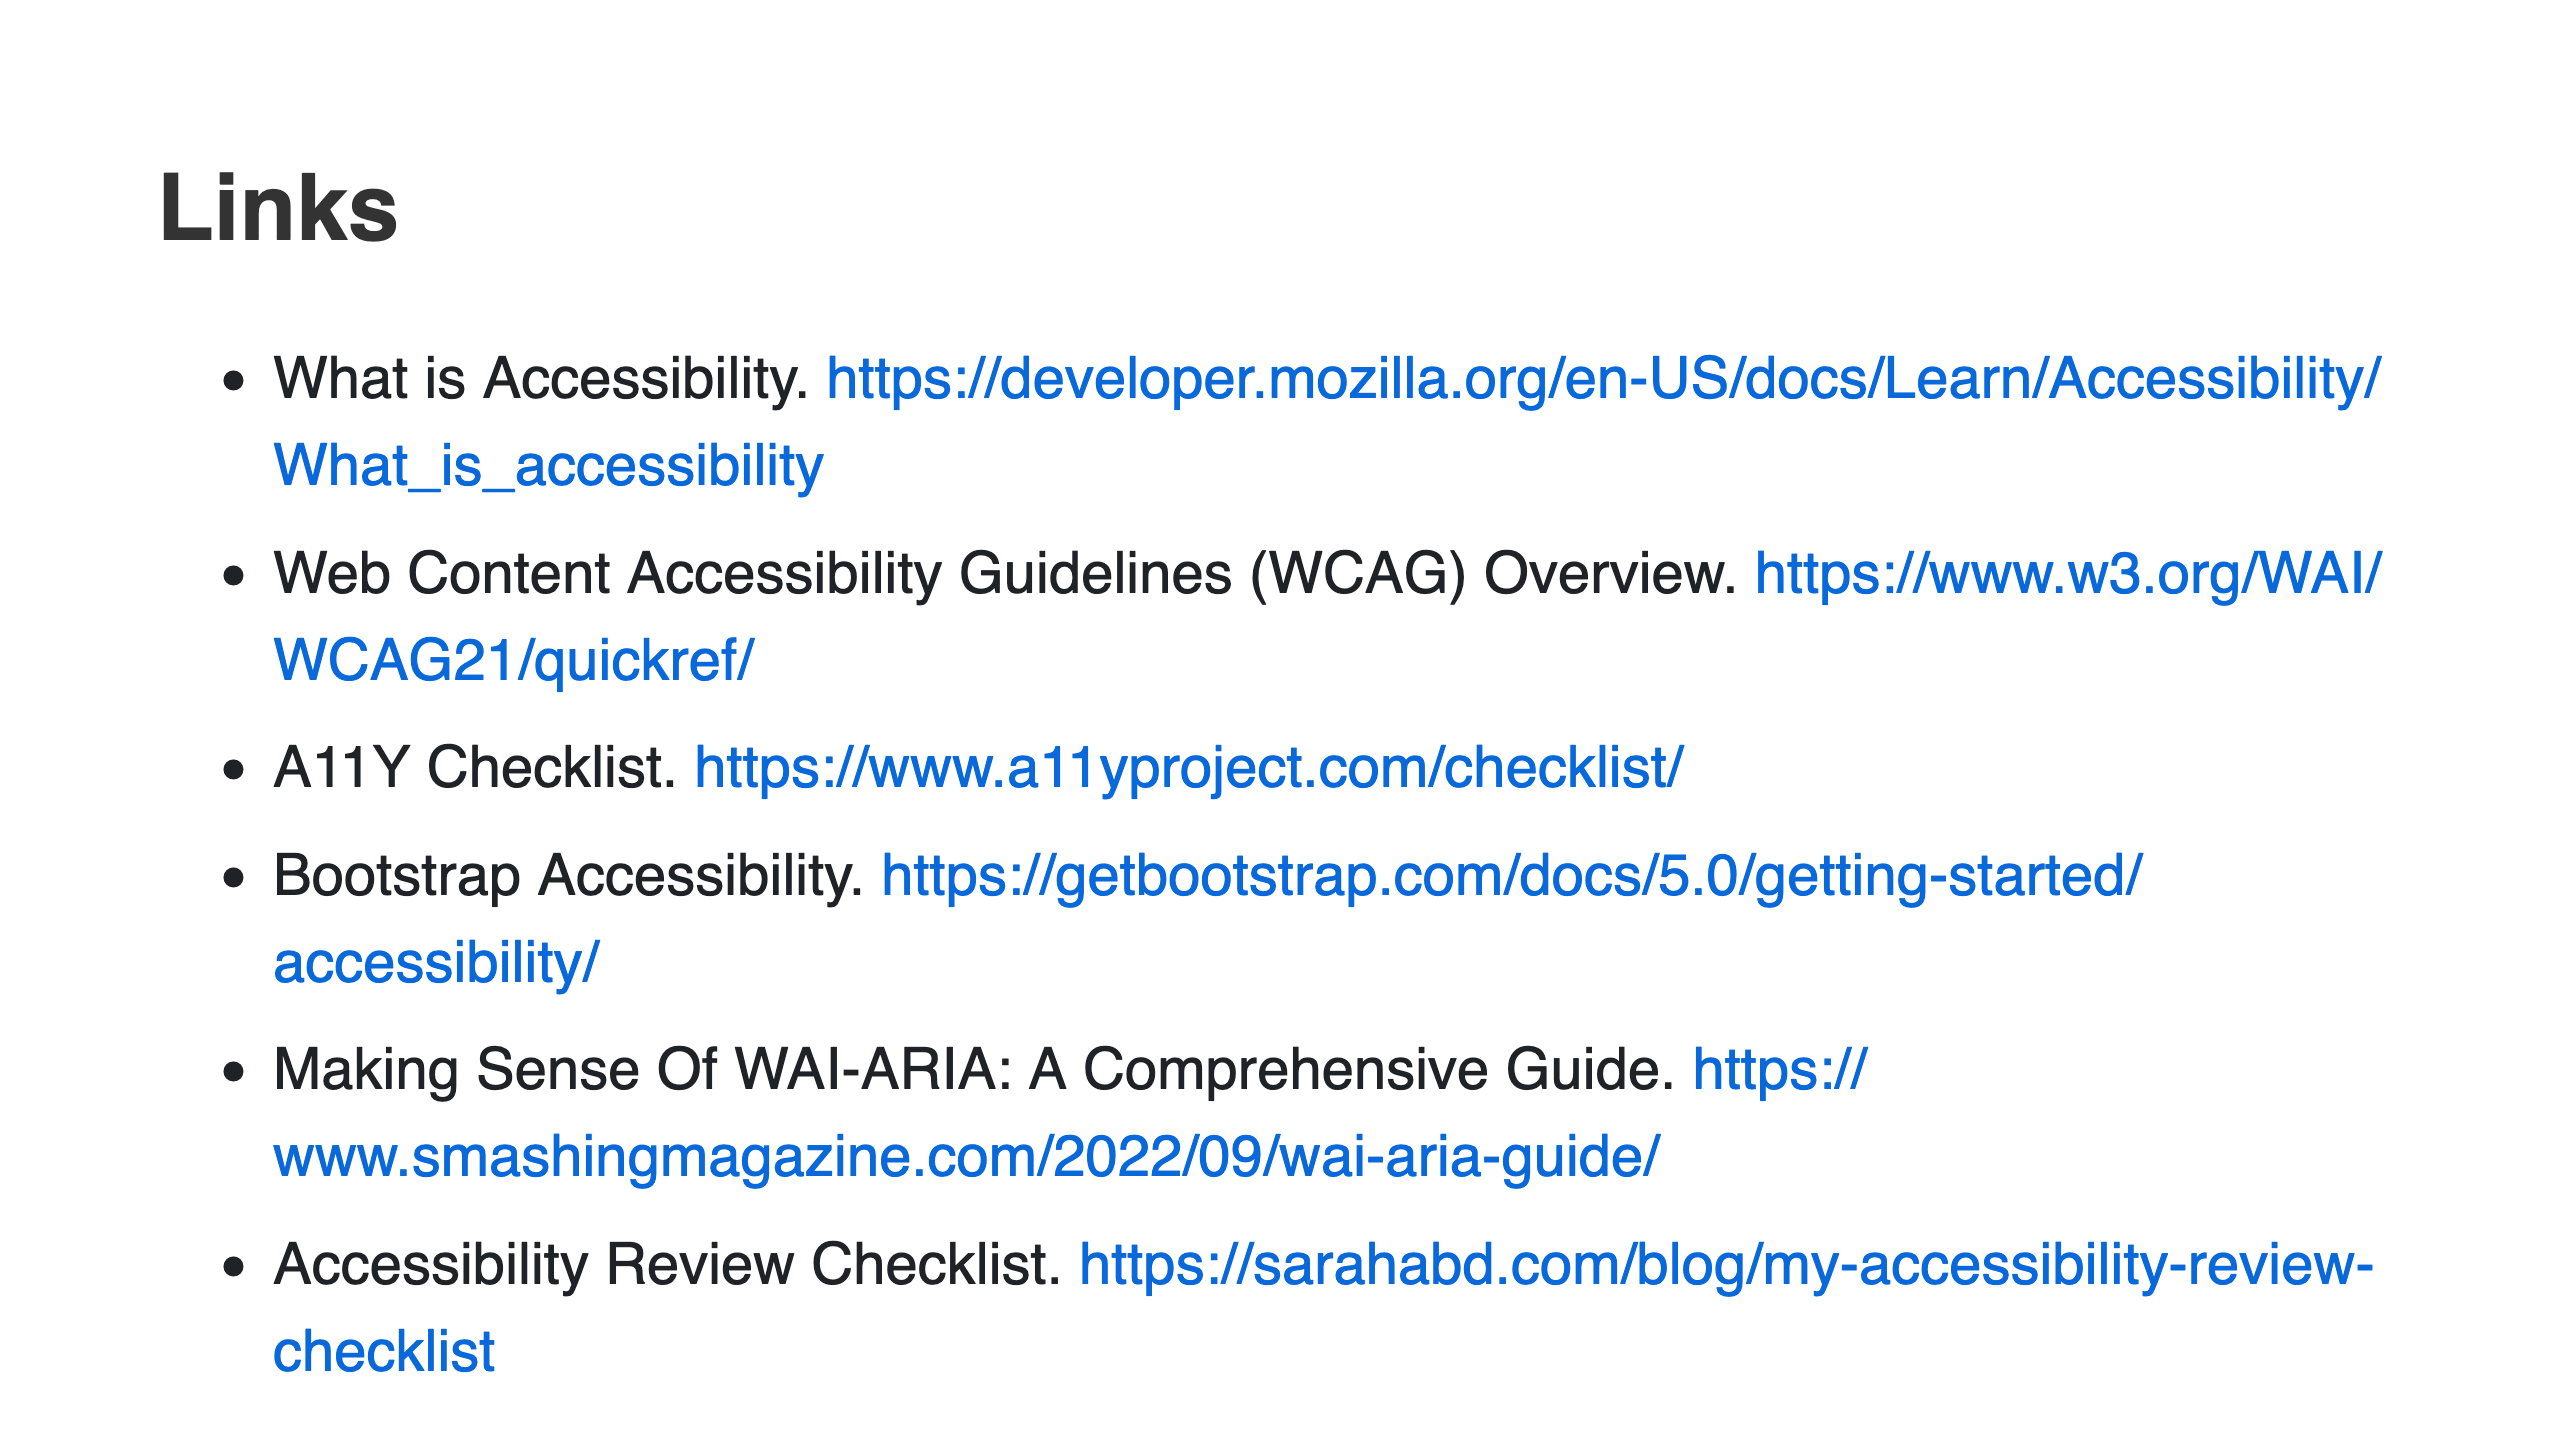 Links
• What is Accessibility. https://developer.mozilla.org/en-US/docs/Learn/Accessibility/
What_is_accessibility
• Web Content Accessibility Guidelines (WCAG) Overview. https://www.w3.org/WAI/
WCAG21/quickref/
• A11Y Checklist. https://www.a11yproject.com/checklist/
• Bootstrap Accessibility. https://getbootstrap.com/docs/5.0/getting-started/
accessibility/
• Making Sense Of WAI-ARIA: A Comprehensive Guide. https://
www.smashingmagazine.com/2022/09/wai-aria-guide/
• Accessibility Review Checklist. https://sarahabd.com/blog/my-accessibility-review-
checklist